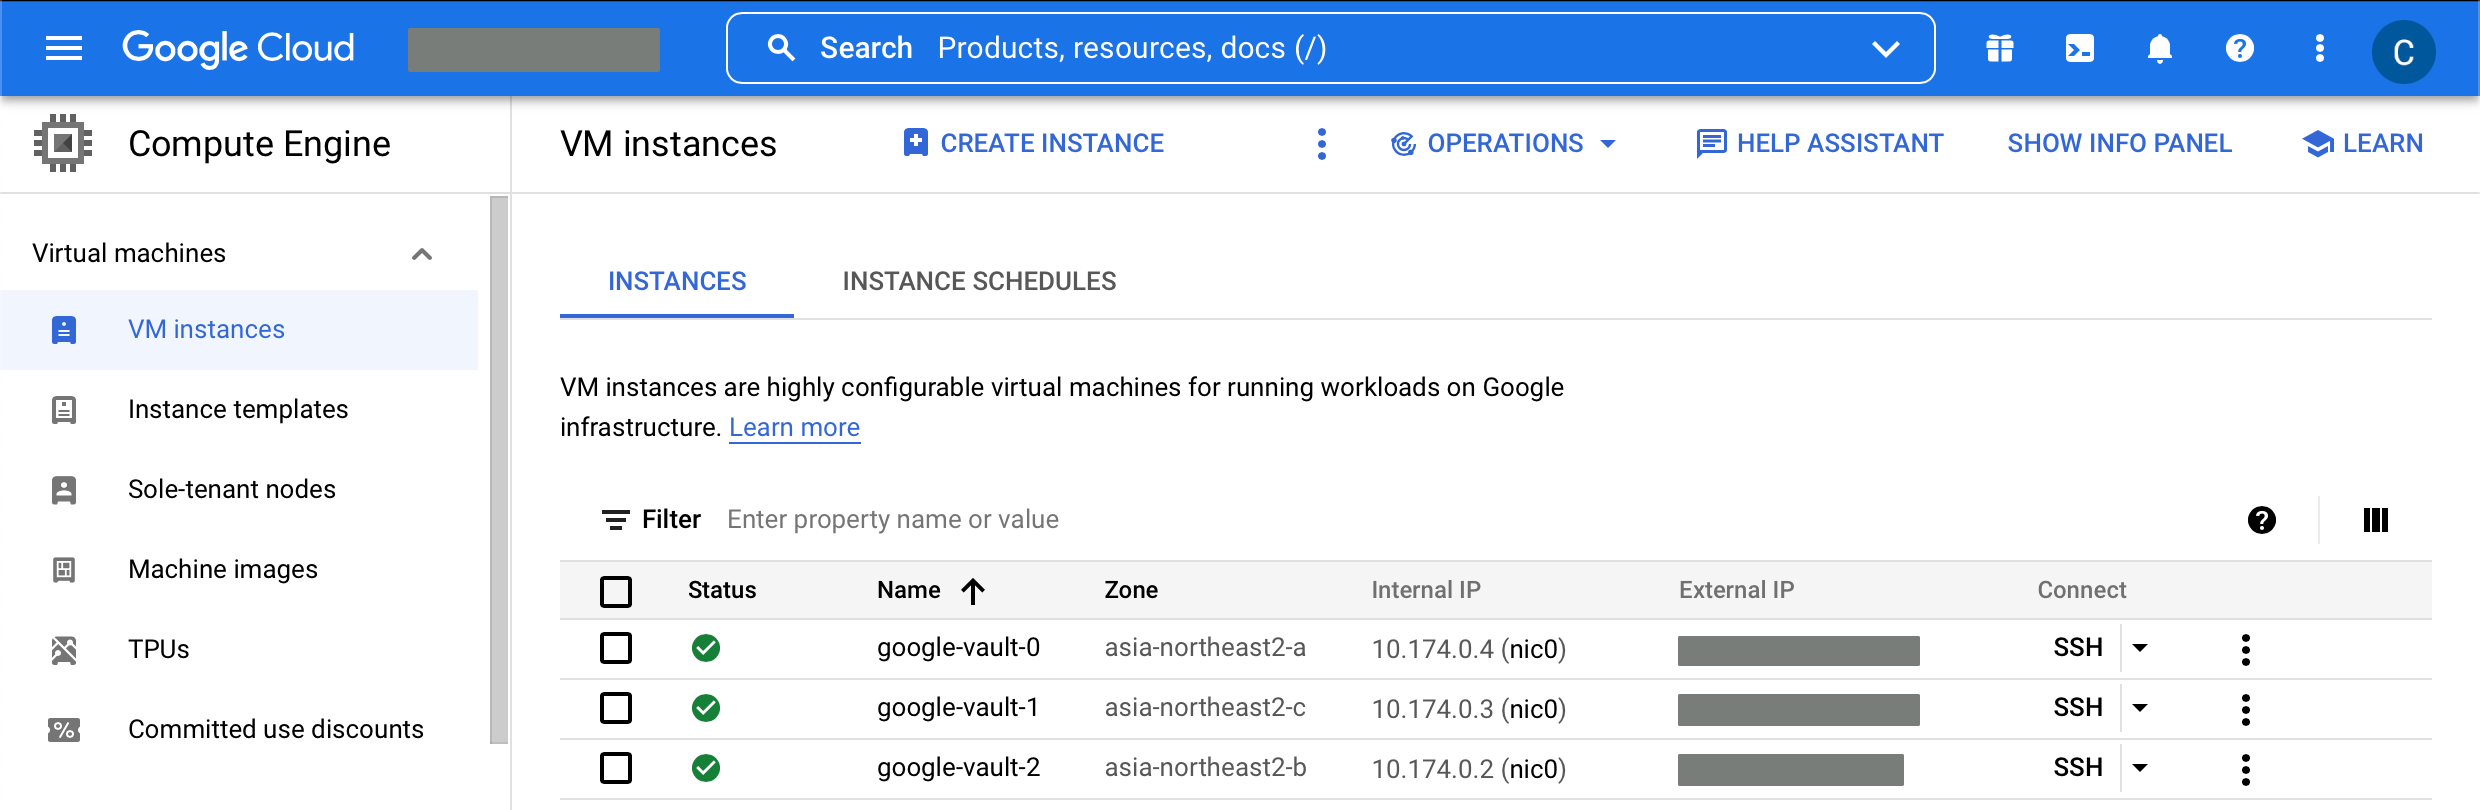 Google Cloud
Search Products, resources, docs (/)
C
Compute Engine
VM instances
CREATE INSTANCE
OPERATIONS
HELP ASSISTANT
SHOW INFO PANEL
LEARN
Virtual machines
VM instances
Instance templates
Sole-tenant nodes
Machine images
TPUs
Committed use discounts
INSTANCES INSTANCE SCHEDULES
VM instances are highly configurable virtual machines for running workloads on Google
infrastructure. Learn more
Filter Enter property name or value
Status Name Zone Internal IP External IP Connect
google-vault-0 asia-northeast2-a 10.174.0.4 (nic0) SSH
google-vault-1 asia-northeast2-c 10.174.0.3 (nic0) SSH
google-vault-2 asia-northeast2-b 10.174.0.2 (nic0) SSH